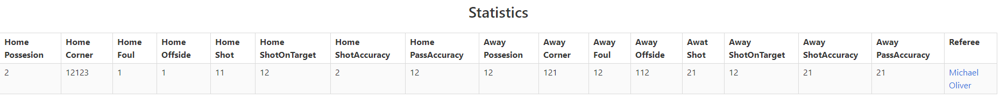 Statistics
Home Possesion | Home Corner | Home Foul | Home Offside | Home Shot | Home ShotOnTarget | Home ShotAccuracy | Home PassAccuracy | Away Possesion | Away Corner | Away Foul | Away Offside | Awat Shot | Away ShotOnTarget | Away ShotAccuracy | Away PassAccuracy | Referee
2 | 12123 | 1 | 1 | 11 | 12 | 2 | 12 | 12 | 121 | 12 | 112 | 21 | 12 | 21 | 21 | Michael Oliver